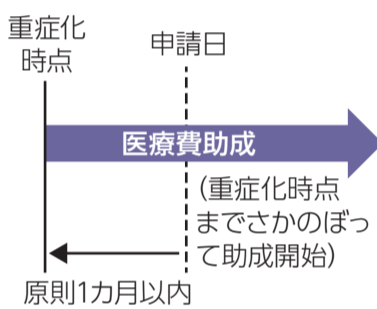 重症化
時点
申請日
医療費助成
(重症化時点
までさかのぼっ
て助成開始)
原則1カ月以内